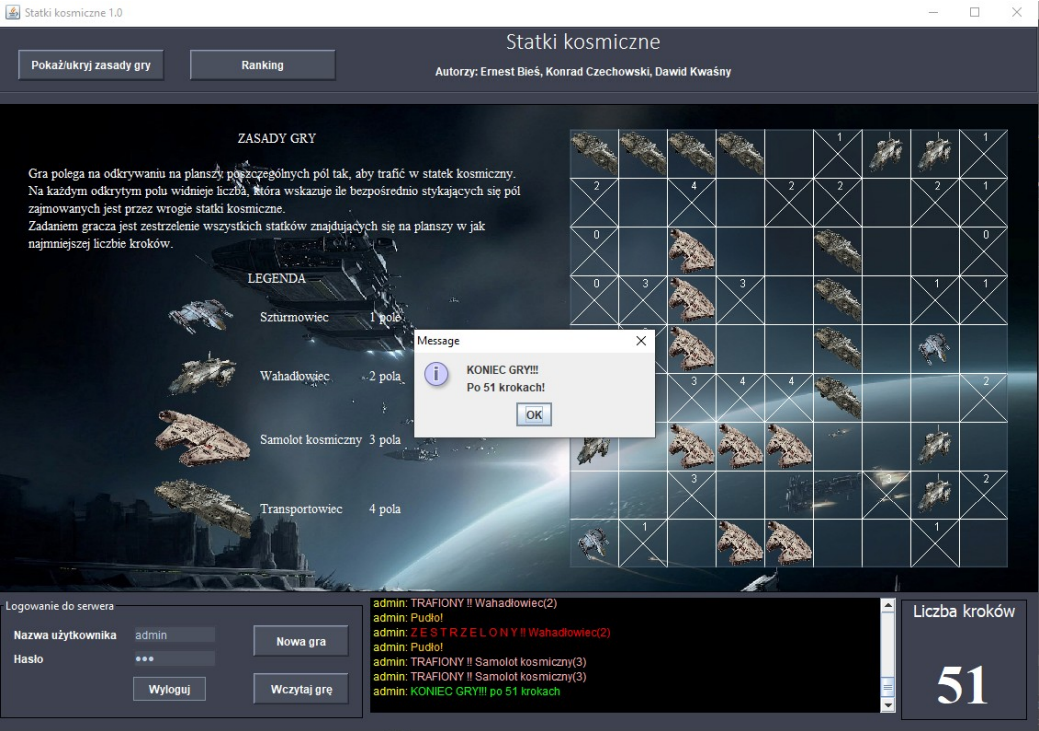 Statki kosmiczne 1.0
Statki kosmiczne
Pokaż/ukryj zasady gry
Ranking
Autorzy: Ernest Bieś, Konrad Czechowski, Dawid Kwaśny
ZASADY GRY
Gra polega na odkrywaniu na planszy poszczególnych pól tak, aby trafić w statek kosmiczny.
Na każdym odkrytym polu widnieje liczba, która wskazuje ile bezpośrednio stykających się pól
zajmowanych jest przez wrogie statki kosmiczne.
Zadaniem gracza jest zestrzelenie wszystkich statków znajdujących się na planszy w jak
najmniejszej liczbie kroków.
LEGENDA
Szturmowiec 1 pole
Wahadłowiec 2 pola
Samolot kosmiczny 3 pola
Transportowiec 4 pola
1 1
2 4 2 2 2 1
0 0
0 3 3 1 1
3 4 4 2
3 3 2
1 1
Message
KONIEC GRY!!!
Po 51 krokach!
OK
Logowanie do serwera
Nazwa użytkownika admin
Hasło •••
Wyloguj
Nowa gra
Wczytaj grę
admin: TRAFIONY !! Wahadłowiec(2)
admin: Pudło!
admin: Z E S T R Z E L O N Y !! Wahadłowiec(2)
admin: Pudło!
admin: TRAFIONY !! Samolot kosmiczny(3)
admin: TRAFIONY !! Samolot kosmiczny(3)
admin: KONIEC GRY!!! po 51 krokach
Liczba kroków
51